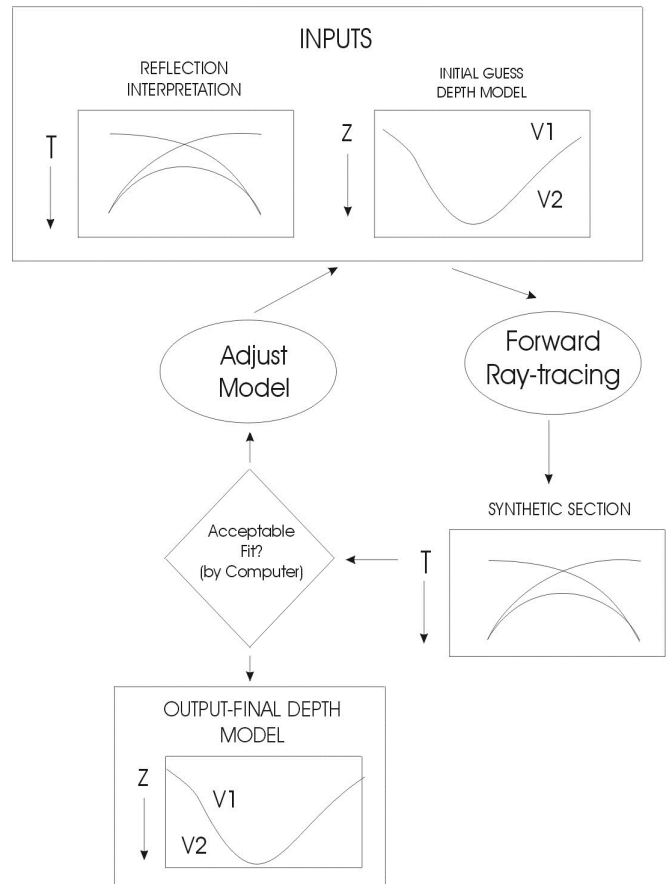 INPUTS
REFLECTION
INTERPRETATION
INITIAL GUESS
DEPTH MODEL
T
Z
V1
V2
Adjust
Model
Forward
Ray-tracing
SYNTHETIC SECTION
Acceptable
Fit?
(by Computer)
T
OUTPUT-FINAL DEPTH
MODEL
Z
V1
V2